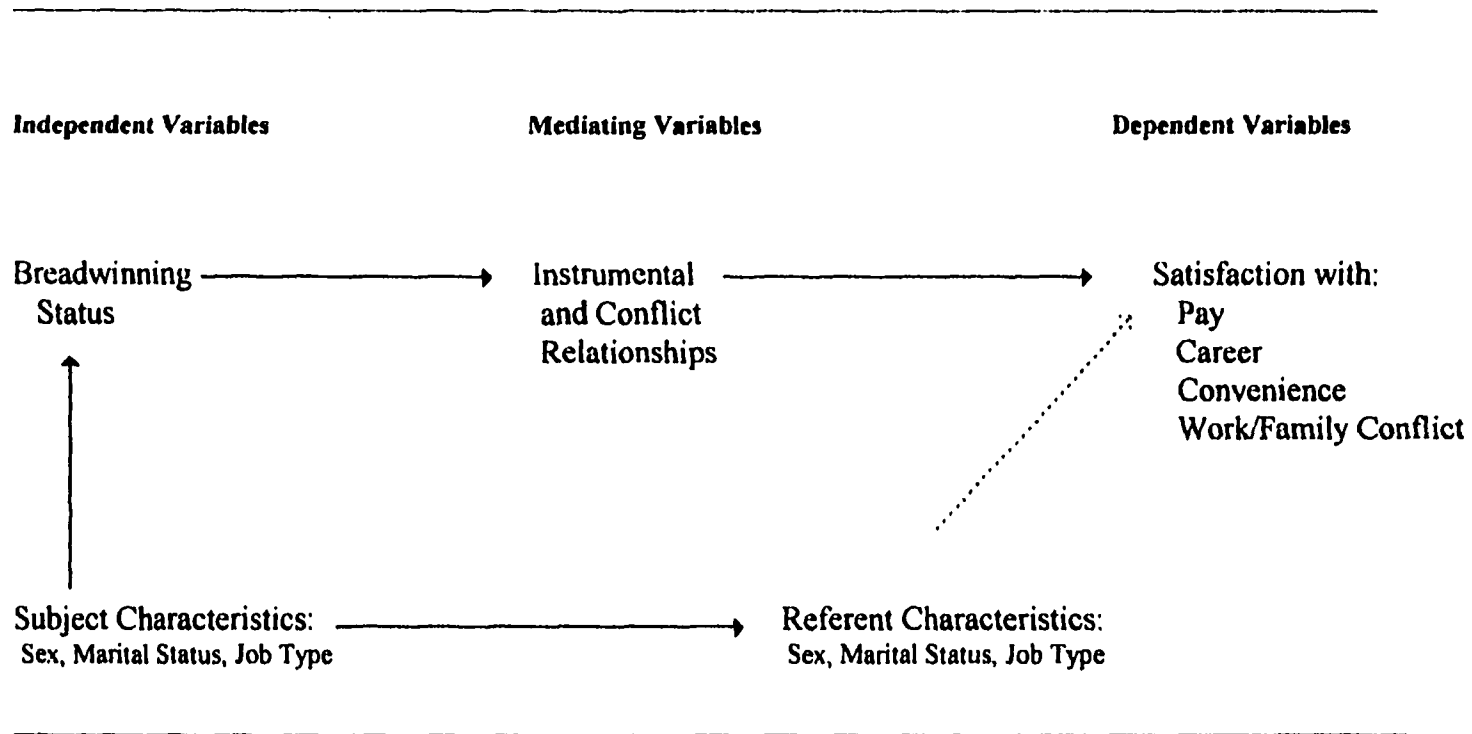 Independent Variables
Mediating Variables
Dependent Variables
Breadwinning
Status
Instrumental
and Conflict
Relationships
Satisfaction with:
Pay
Career
Convenience
Work/Family Conflict
Subject Characteristics:
Sex, Marital Status, Job Type
Referent Characteristics:
Sex, Marital Status, Job Type